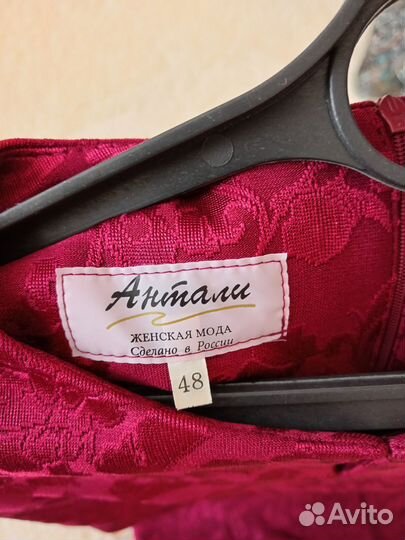 Антали
ЖЕНСКАЯ МОДА
Сделано в России
48
Avito